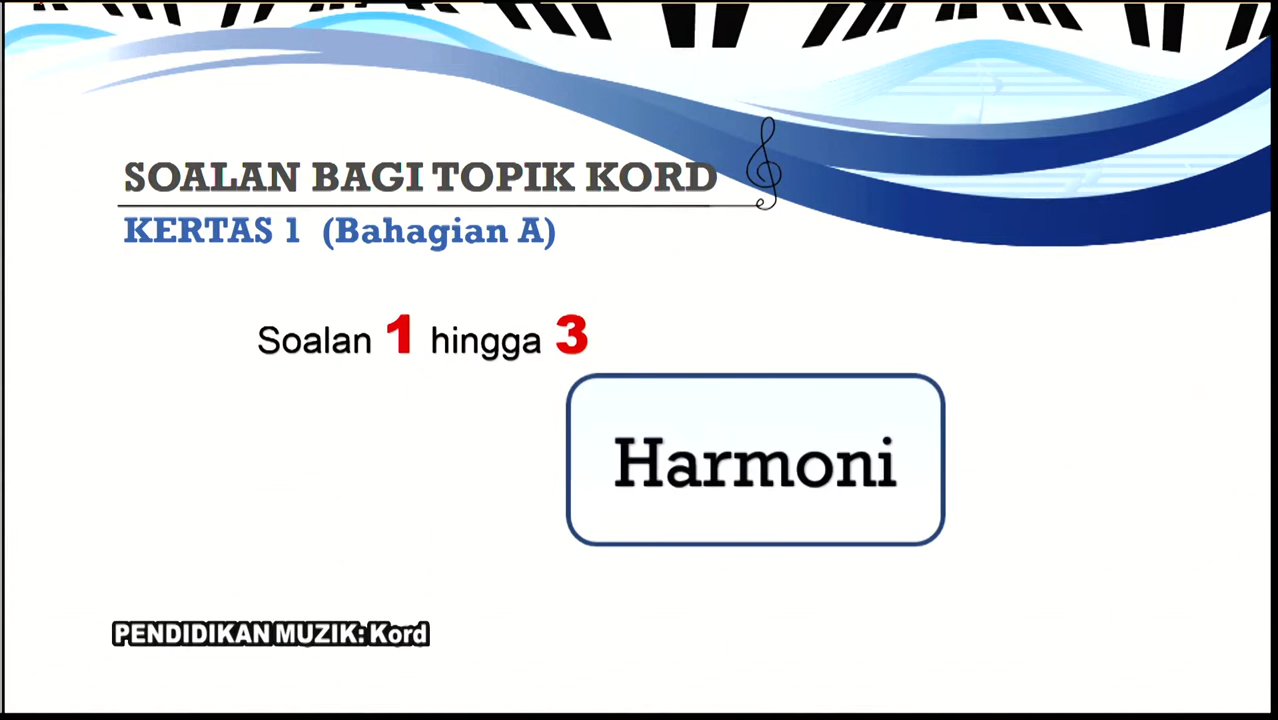 SOALAN BAGI TOPIK KORD
KERTAS 1 (Bahagian A)
Soalan 1 hingga 3
Harmoni
PENDIDIKAN MUZIK: Kord